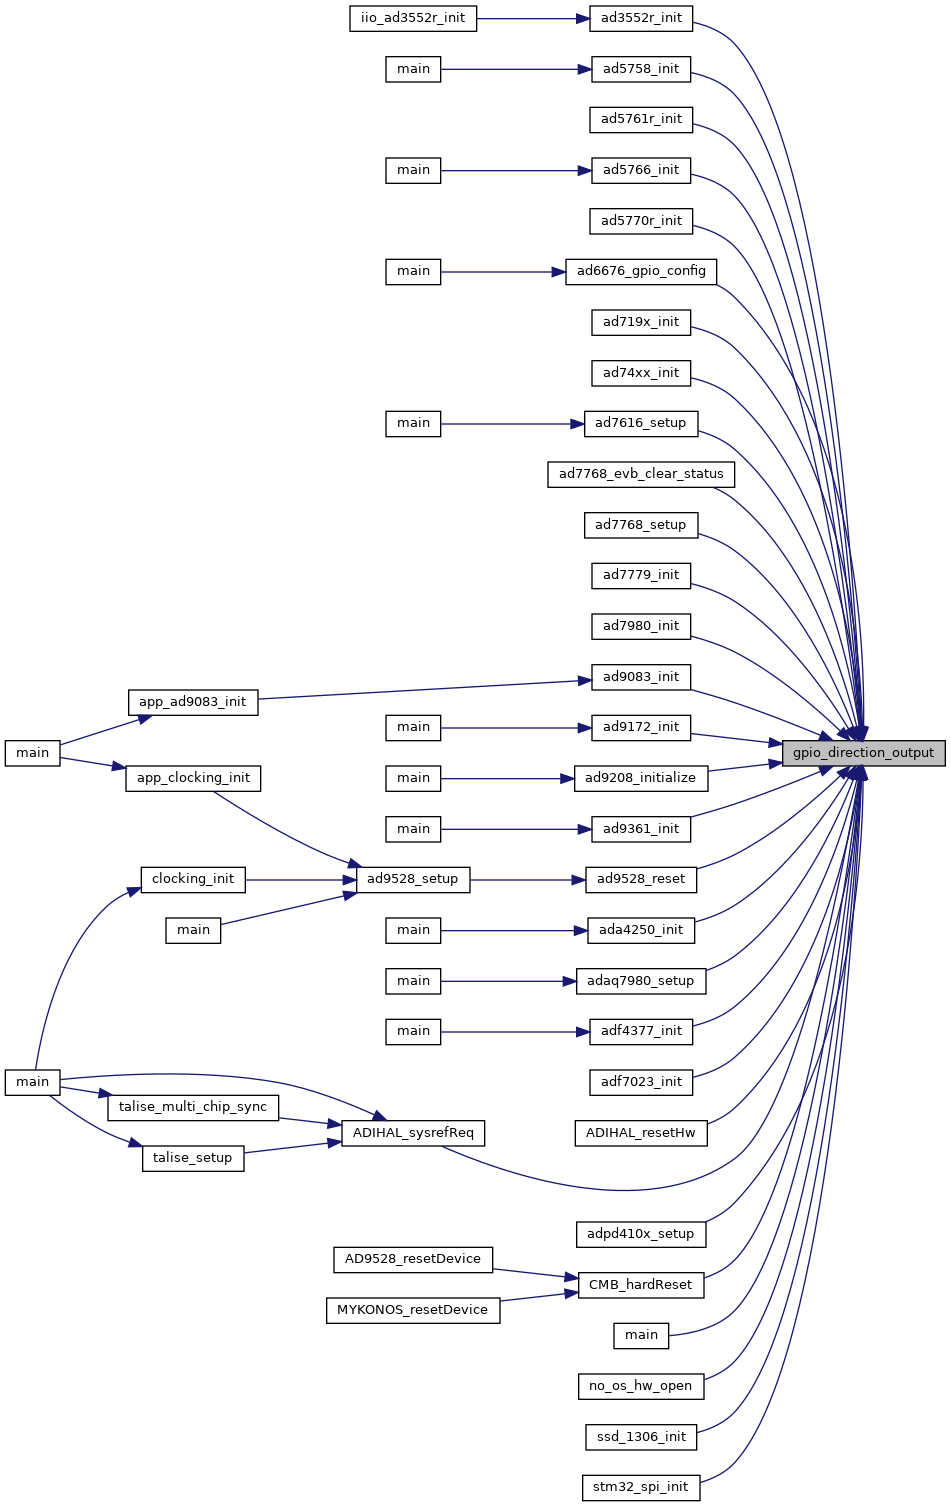 iio_ad3552r_init
ad3552r_init
main
ad5758_init
ad5761r_init
main
ad5766_init
ad5770r_init
main
ad6676_gpio_config
ad719x_init
ad74xx_init
main
ad7616_setup
ad7768_evb_clear_status
ad7768_setup
ad7779_init
ad7980_init
ad9083_init
app_ad9083_init
main
ad9172_init
main
gpio_direction_output
app_clocking_init
main
ad9208_initialize
main
ad9361_init
clocking_init
ad9528_setup
ad9528_reset
main
main
ada4250_init
main
adaq7980_setup
main
adf4377_init
main
adf7023_init
talise_multi_chip_sync
ADIHAL_sysrefReq
ADIHAL_resetHw
talise_setup
adpd410x_setup
AD9528_resetDevice
CMB_hardReset
MYKONOS_resetDevice
main
no_os_hw_open
ssd_1306_init
stm32_spi_init